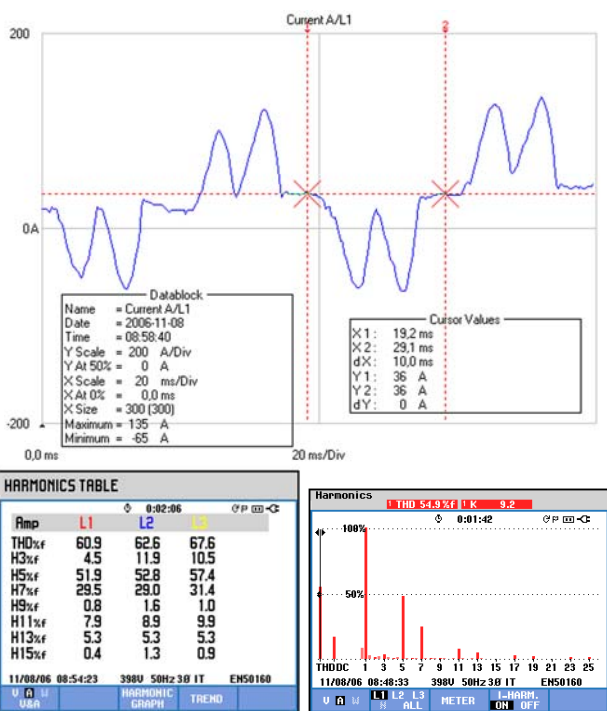 Current A/L1
1 2
200
0A
-200
Datablock
Name = Current A/L1
Date = 2006-11-08
Time = 08:58:40
Y Scale = 200 A/Div
Y At 50% = 0 A
X Scale = 20 ms/Div
X At 0% = 0,0 ms
X Size = 300 (300)
Maximum = 135 A
Minimum = -65 A
Cursor Values
X1: 19,2 ms
X2: 29,1 ms
dX: 10,0 ms
Y1: 36 A
Y2: 36 A
dY: 0 A
0,0 ms
20 ms/Div
HARMONICS TABLE
0:02:06
Amp L1 L2 L3
THD%f 60.9 62.6 67.6
H3%f 4.5 11.9 10.5
H5%f 51.9 52.8 57.4
H7%f 29.5 29.0 31.4
H9%f 0.8 1.6 1.0
H11%f 7.9 8.9 9.9
H13%f 5.3 5.3 5.3
H15%f 0.4 1.3 0.9
11/08/06 08:54:23 398V 50Hz 3Ø IT EN50160
V A W
V&A
HARMONIC
GRAPH
TREND
Harmonics
1 THD 54.9%f 1 K 9.2
0:01:42
100%
50%
THDDC 1 3 5 7 9 11 13 15 17 19 21 23 25
11/08/06 08:48:33 398V 50Hz 3Ø IT EN50160
V A W
L1 L2 L3
N ALL
METER
I-HARM.
ON OFF